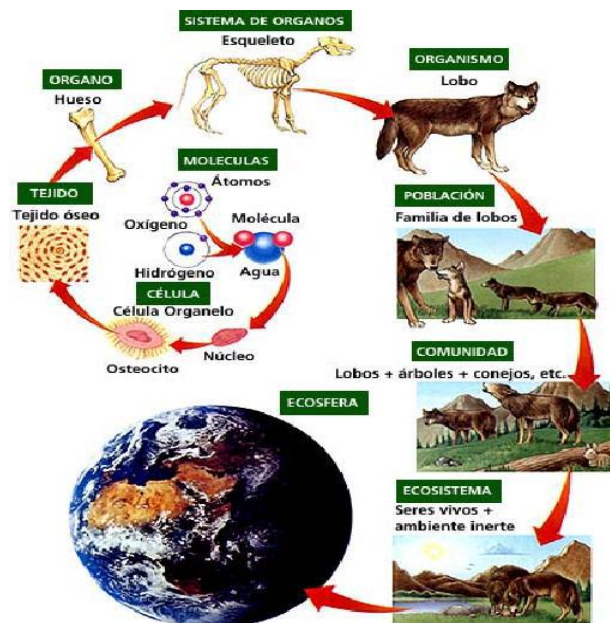 SISTEMA DE ORGANOS
Esqueleto
ORGANISMO
Lobo
ORGANO
Hueso
MOLECULAS
Átomos
Oxígeno
Molécula
Hidrógeno
Agua
TEJIDO
Tejido óseo
CÉLULA
Célula Organelo
Núcleo
Osteocito
POBLACIÓN
Familia de lobos
COMUNIDAD
Lobos + árboles + conejos, etc.
ECOSISTEMA
Seres vivos +
ambiente inerte
ECOSFERA